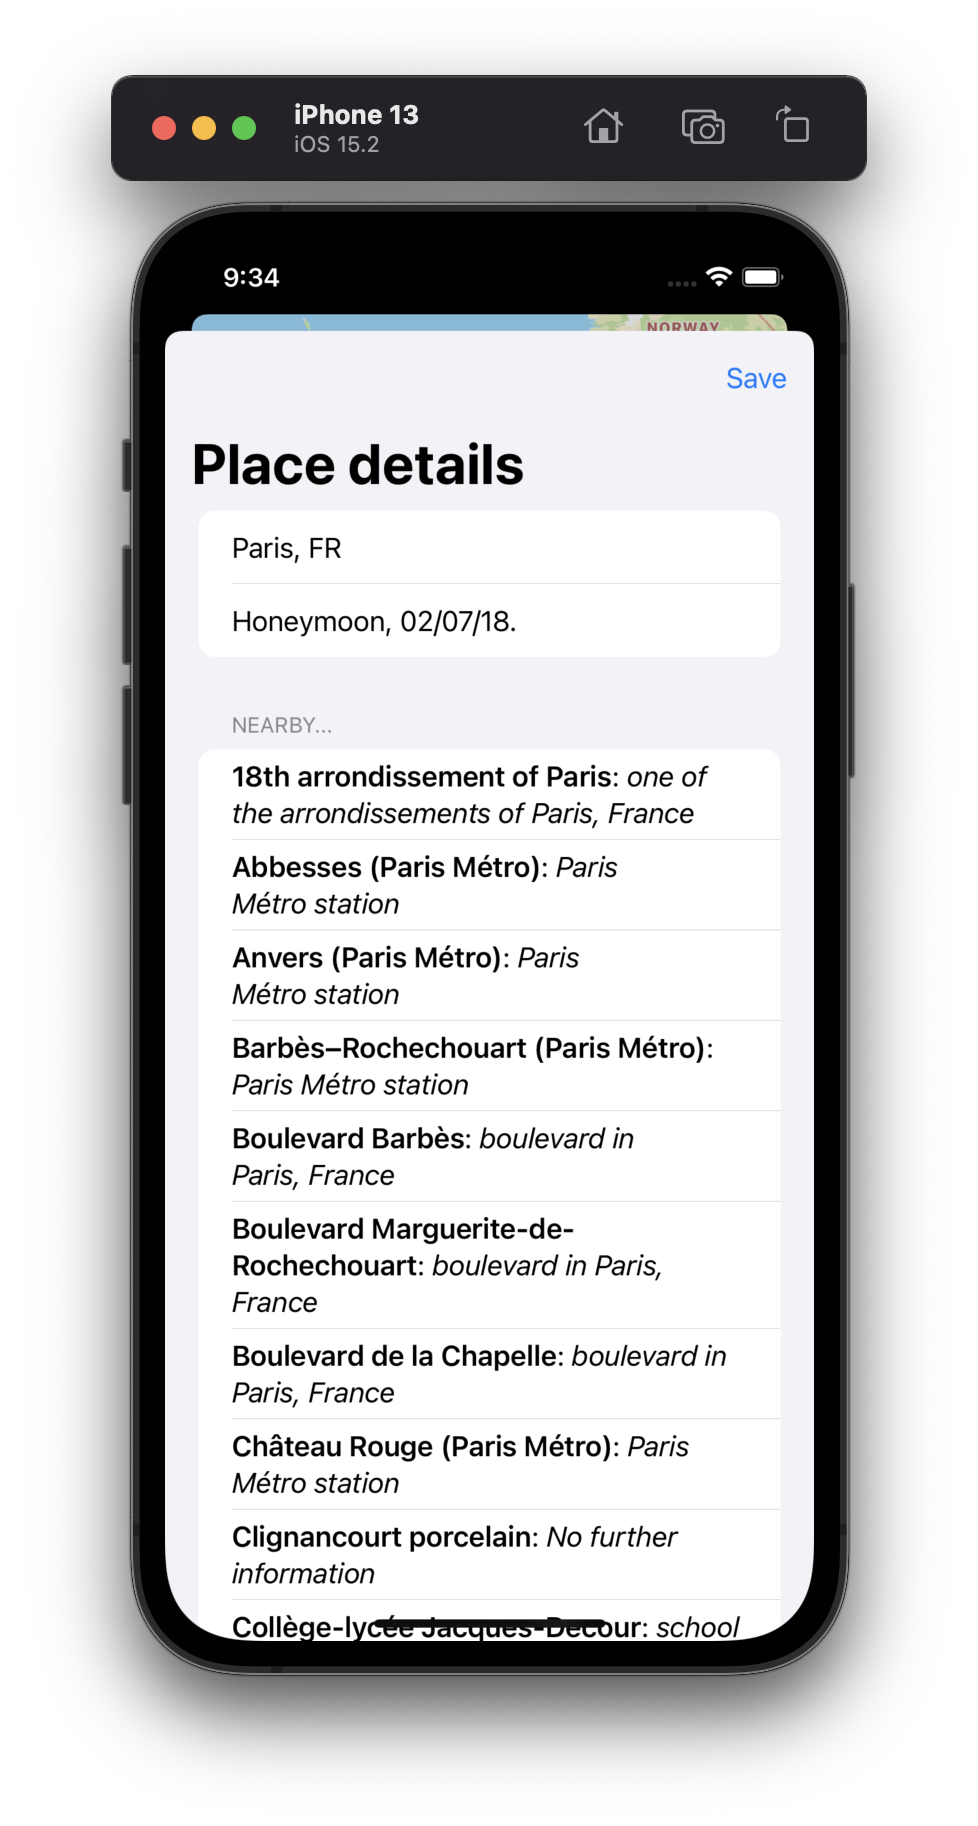 iPhone 13
iOS 15.2
9:34
NORWAY
Save
Place details
Paris, FR
Honeymoon, 02/07/18.
NEARBY...
18th arrondissement of Paris: one of
the arrondissements of Paris, France
Abbesses (Paris Métro): Paris
Métro station
Anvers (Paris Métro): Paris
Métro station
Barbès–Rochechouart (Paris Métro):
Paris Métro station
Boulevard Barbès: boulevard in
Paris, France
Boulevard Marguerite-de-
Rochechouart: boulevard in Paris,
France
Boulevard de la Chapelle: boulevard in
Paris, France
Château Rouge (Paris Métro): Paris
Métro station
Clignancourt porcelain: No further
information
Collège-lycée Jacques-Decour: school